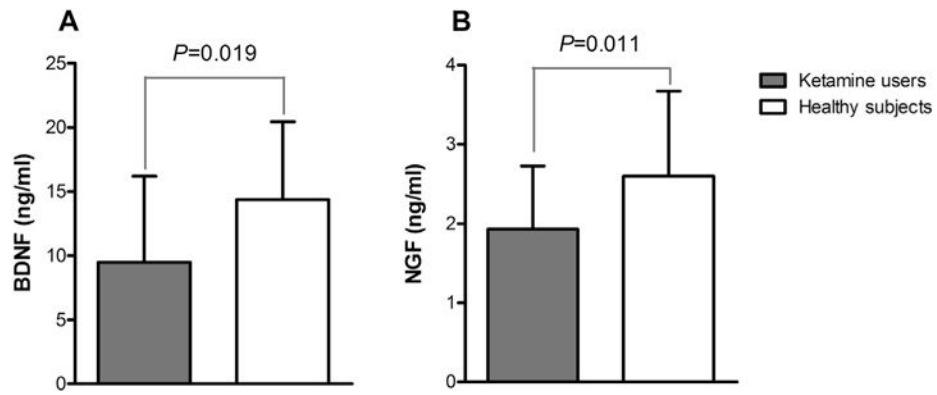 A
P=0.019
25
20
15
10
5
0
BDNF (ng/ml)
B
P=0.011
4
3
2
1
0
NGF (ng/ml)
Ketamine users
Healthy subjects